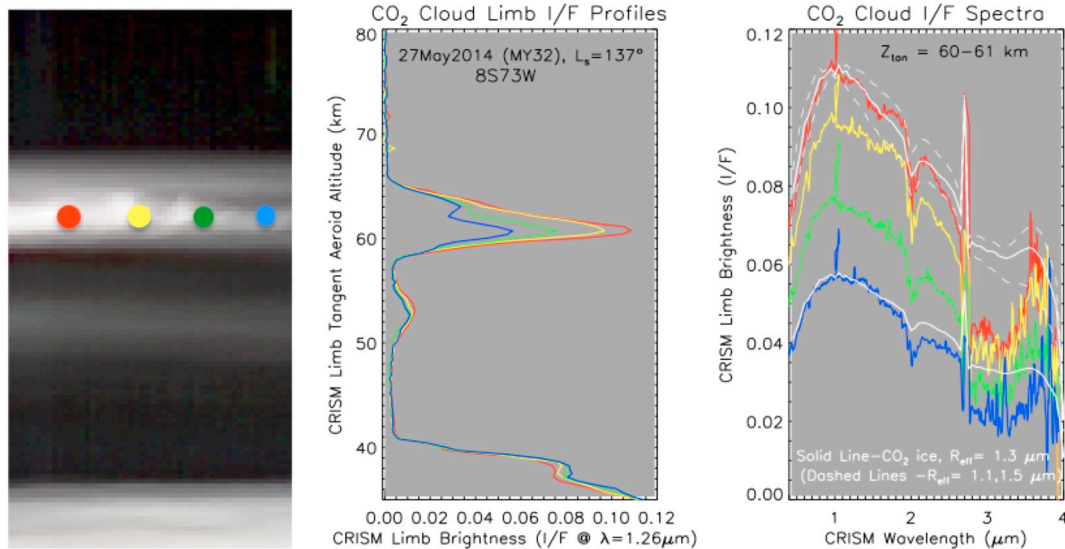 CO2 Cloud Limb I/F Profiles
27May2014 (MY32), Ls=137°
8S73W
CRISM Limb Tangent Aeroid Altitude (km)
80
70
60
50
40
0.00 0.02 0.04 0.06 0.08 0.10 0.12
CRISM Limb Brightness (I/F @ λ=1.26μm)
CO2 Cloud I/F Spectra
Ztan = 60-61 km
CRISM Limb Brightness (I/F)
0.12
0.10
0.08
0.06
0.04
0.02
0.00
Solid Line-CO2 ice, Reff= 1.3 μm
(Dashed Lines -Reff= 1.1,1.5 μm)
1 2 3 4
CRISM Wavelength (μm)